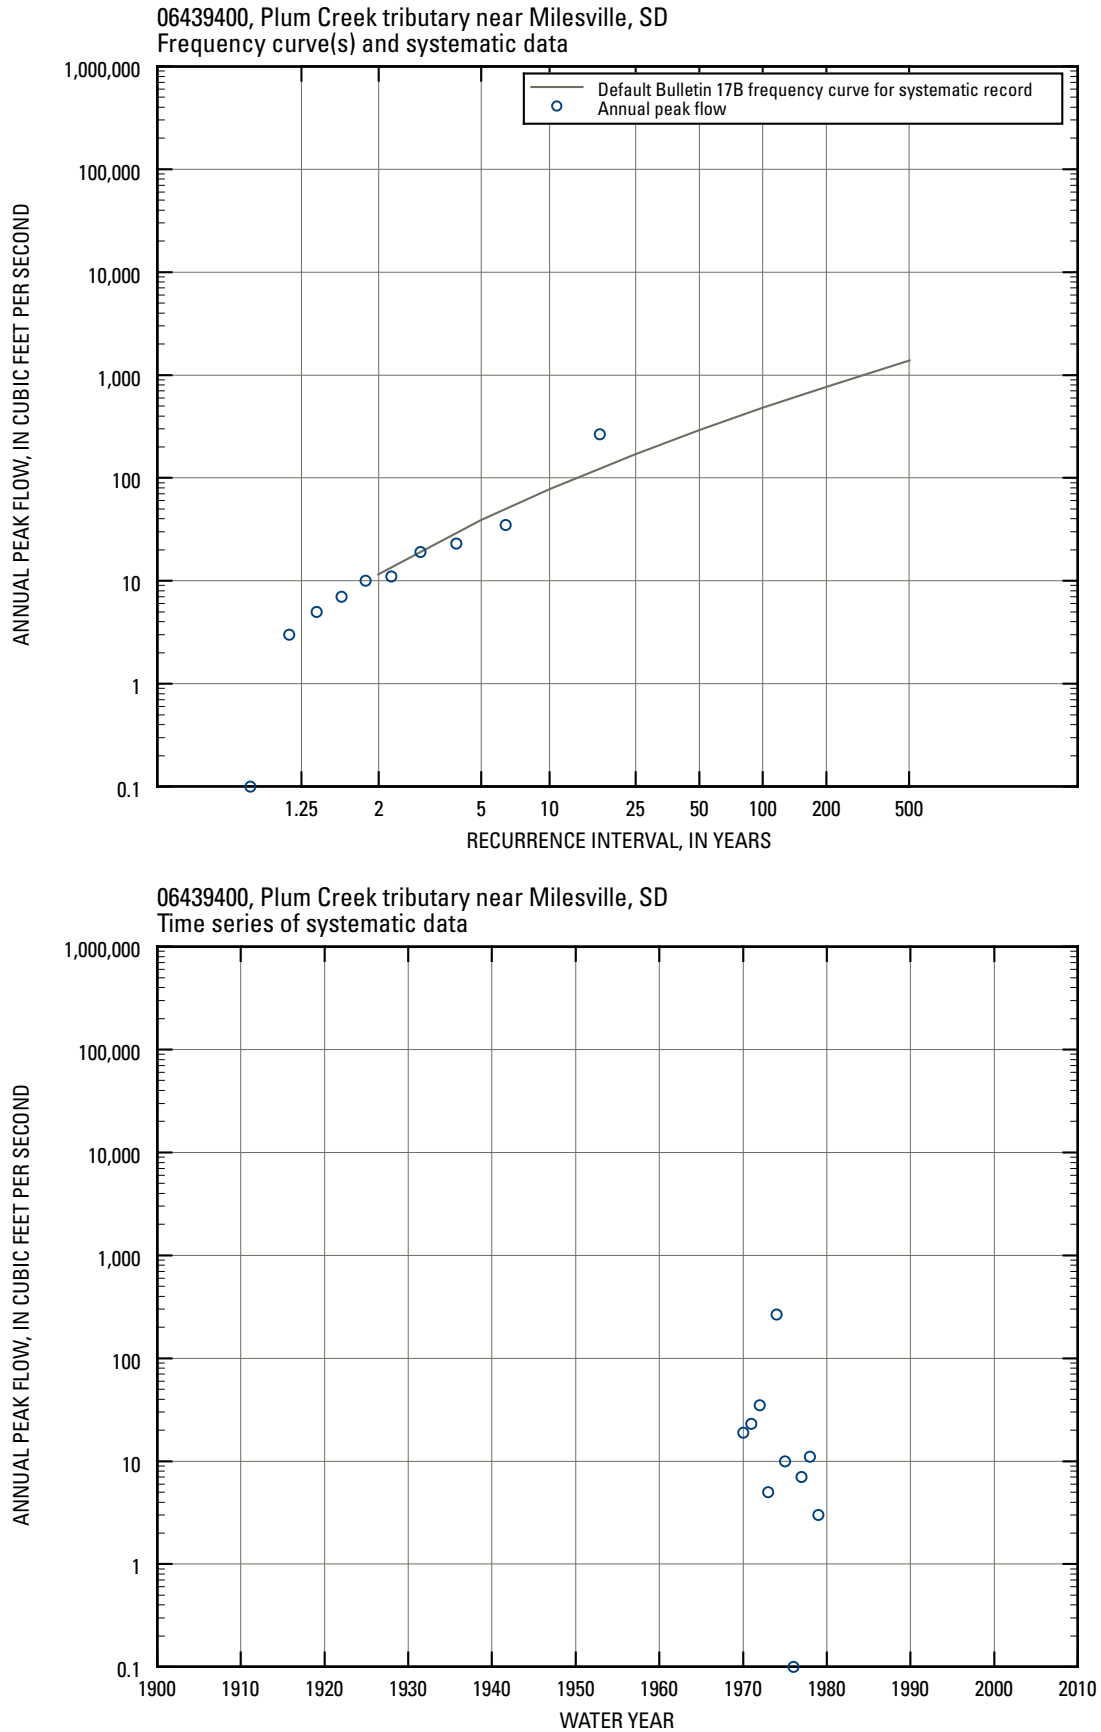 06439400, Plum Creek tributary near Milesville, SD
Frequency curve(s) and systematic data
1,000,000
100,000
10,000
1,000
100
10
1
0.1
ANNUAL PEAK FLOW, IN CUBIC FEET PER SECOND
Default Bulletin 17B frequency curve for systematic record
Annual peak flow
1.25 2 5 10 25 50 100 200 500
RECURRENCE INTERVAL, IN YEARS
06439400, Plum Creek tributary near Milesville, SD
Time series of systematic data
1,000,000
100,000
10,000
1,000
100
10
1
0.1
ANNUAL PEAK FLOW, IN CUBIC FEET PER SECOND
1900 1910 1920 1930 1940 1950 1960 1970 1980 1990 2000 2010
WATER YEAR